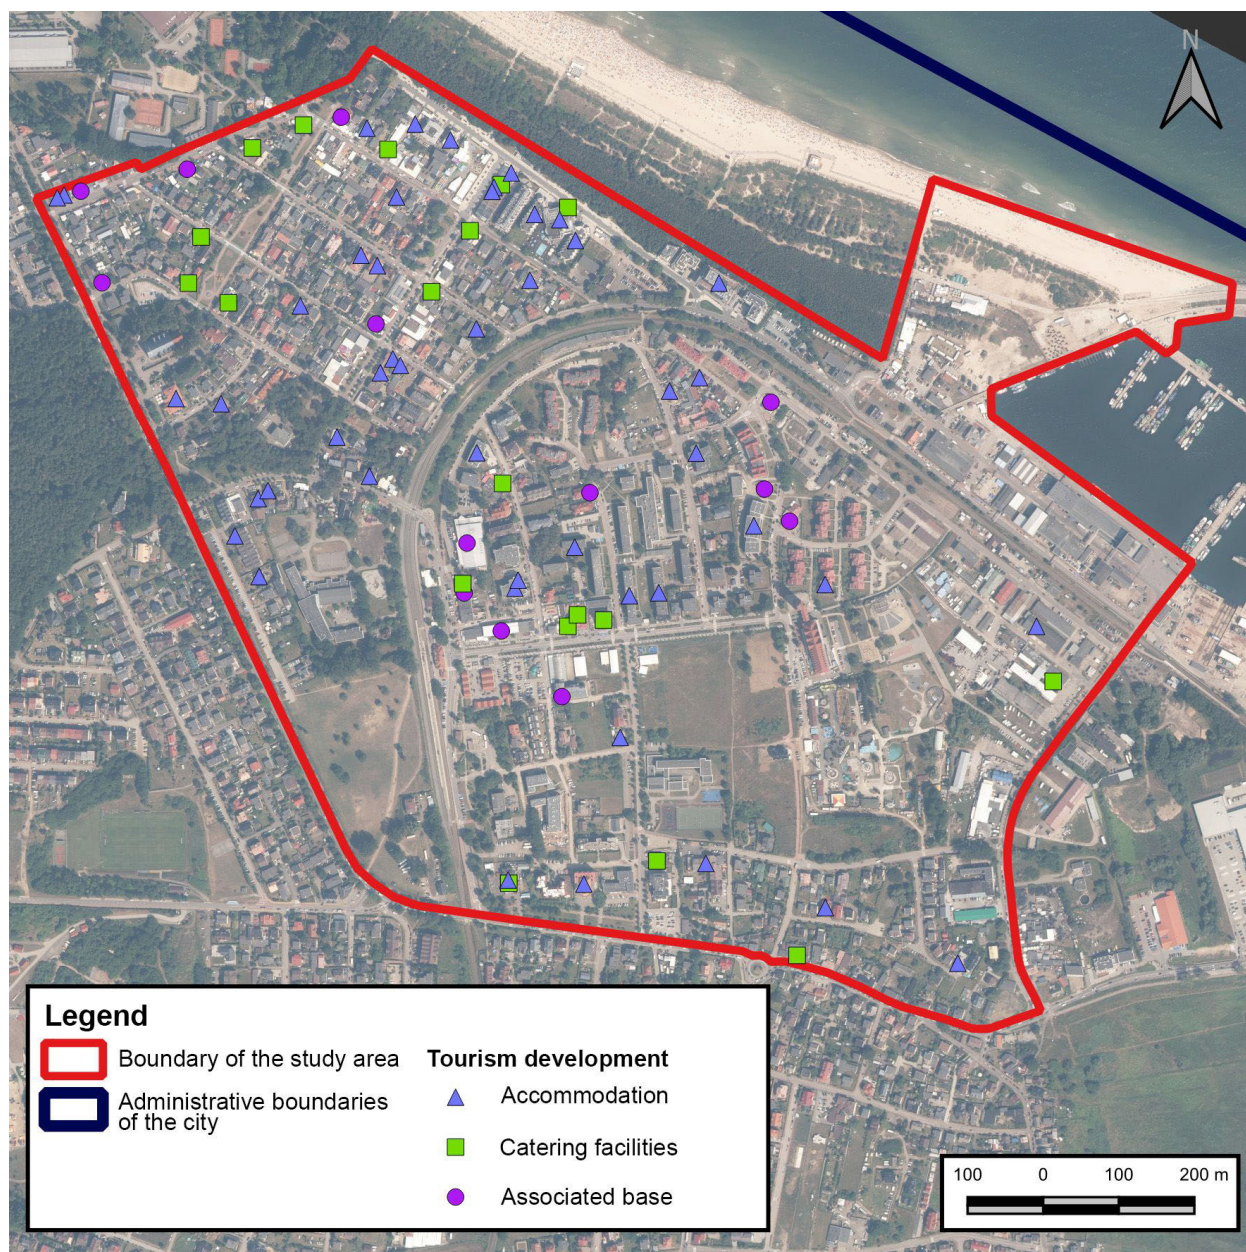 N
Legend
Boundary of the study area
Administrative boundaries
of the city
Tourism development
Accommodation
Catering facilities
Associated base
100 0 100 200 m